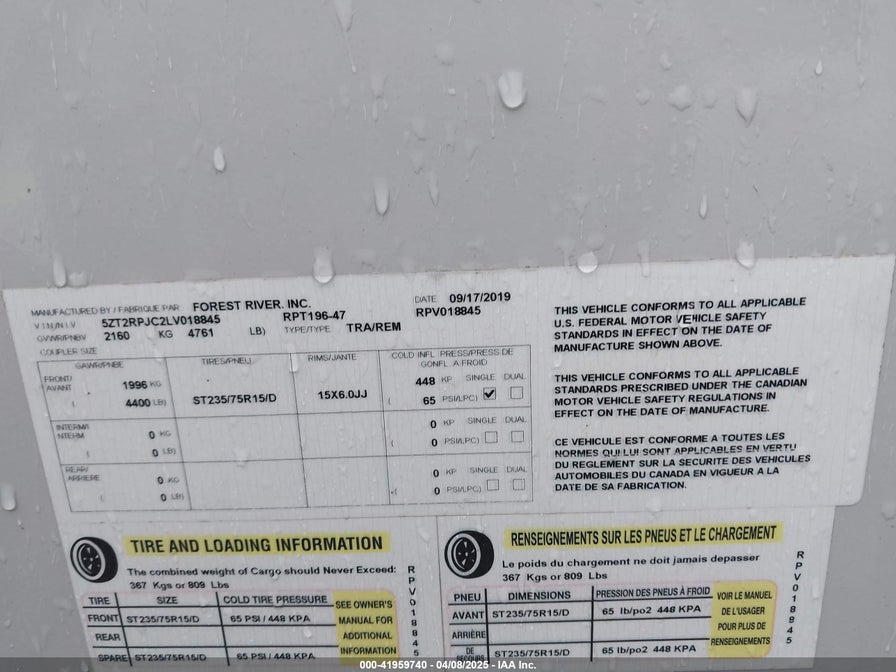 MANUFACTURED BY / FABRIQUE PAR FOREST RIVER. INC. DATE 09/17/2019
V I N / N I V 5ZT2RPJC2LV018845 RPT196-47 RPV018845
GVWR/PNBV 2160 KG 4761 LB) TYPE/TYPE TRA/REM
COUPLER SIZE
GAWR/PNBE TIRES/PNEU RIMS/JANTE COLD INFL. PRESS/PRESS DE GONFL. A FROID
FRONT/ AVANT 1996 KG 448 KP SINGLE DUAL
( 4400 LB) ST235/75R15/D 15X6.0JJ ( 65 PSI/LPC)
INTERM/ INTERM 0 KG 0 KP SINGLE DUAL
( 0 LB) ( 0 PSI/LPC)
REAR/ ARRIERE 0 KG 0 KP SINGLE DUAL
( 0 LB) ( 0 PSI/LPC)
THIS VEHICLE CONFORMS TO ALL APPLICABLE
U.S. FEDERAL MOTOR VEHICLE SAFETY
STANDARDS IN EFFECT ON THE DATE OF
MANUFACTURE SHOWN ABOVE.
THIS VEHICLE CONFORMS TO ALL APPLICABLE
STANDARDS PRESCRIBED UNDER THE CANADIAN
MOTOR VEHICLE SAFETY REGULATIONS IN
EFFECT ON THE DATE OF MANUFACTURE.
CE VEHICULE EST CONFORME A TOUTES LES
NORMES QUI LUI SONT APPLICABLES EN VERTU
DU REGLEMENT SUR LA SECURITE DES VEHICULES
AUTOMOBILES DU CANADA EN VIGUEUR A LA
DATE DE SA FABRICATION.
TIRE AND LOADING INFORMATION
The combined weight of Cargo should Never Exceed:
367 Kgs or 809 Lbs
TIRE SIZE COLD TIRE PRESSURE
FRONT ST235/75R15/D 65 PSI / 448 KPA
REAR
SPARE ST235/75R15/D 65 PSI / 448 KPA
SEE OWNER'S
MANUAL FOR
ADDITIONAL
INFORMATION
RPV018845
RENSEIGNEMENTS SUR LES PNEUS ET LE CHARGEMENT
Le poids du chargement ne doit jamais depasser
367 Kgs or 809 Lbs
PNEU DIMENSIONS PRESSION DES PNEUS À FROID
AVANT ST235/75R15/D 65 lb/po2 448 KPA
ARRIÈRE
DE SECOURS ST235/75R15/D 65 lb/po2 448 KPA
VOIR LE MANUEL
DE L'USAGER
POUR PLUS DE
RENSEIGNEMENTS
RPV018845
000-41959740 - 04/08/2025 - IAA Inc.